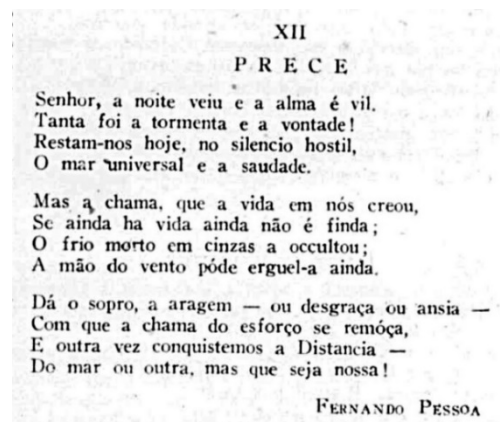 XII
PRECE
Senhor, a noite veiu e a alma é vil.
Tanta foi a tormenta e a vontade!
Restam-nos hoje, no silencio hostil,
O mar universal e a saudade.
Mas a chama, que a vida em nós creou,
Se ainda ha vida ainda não é finda;
O frio morto em cinzas a occultou;
A mão do vento póde erguel-a ainda.
Dá o sopro, a aragem — ou desgraça ou ansia —
Com que a chama do esforço se remóça,
E outra vez conquistemos a Distancia —
Do mar ou outra, mas que seja nossa!
FERNANDO PESSOA